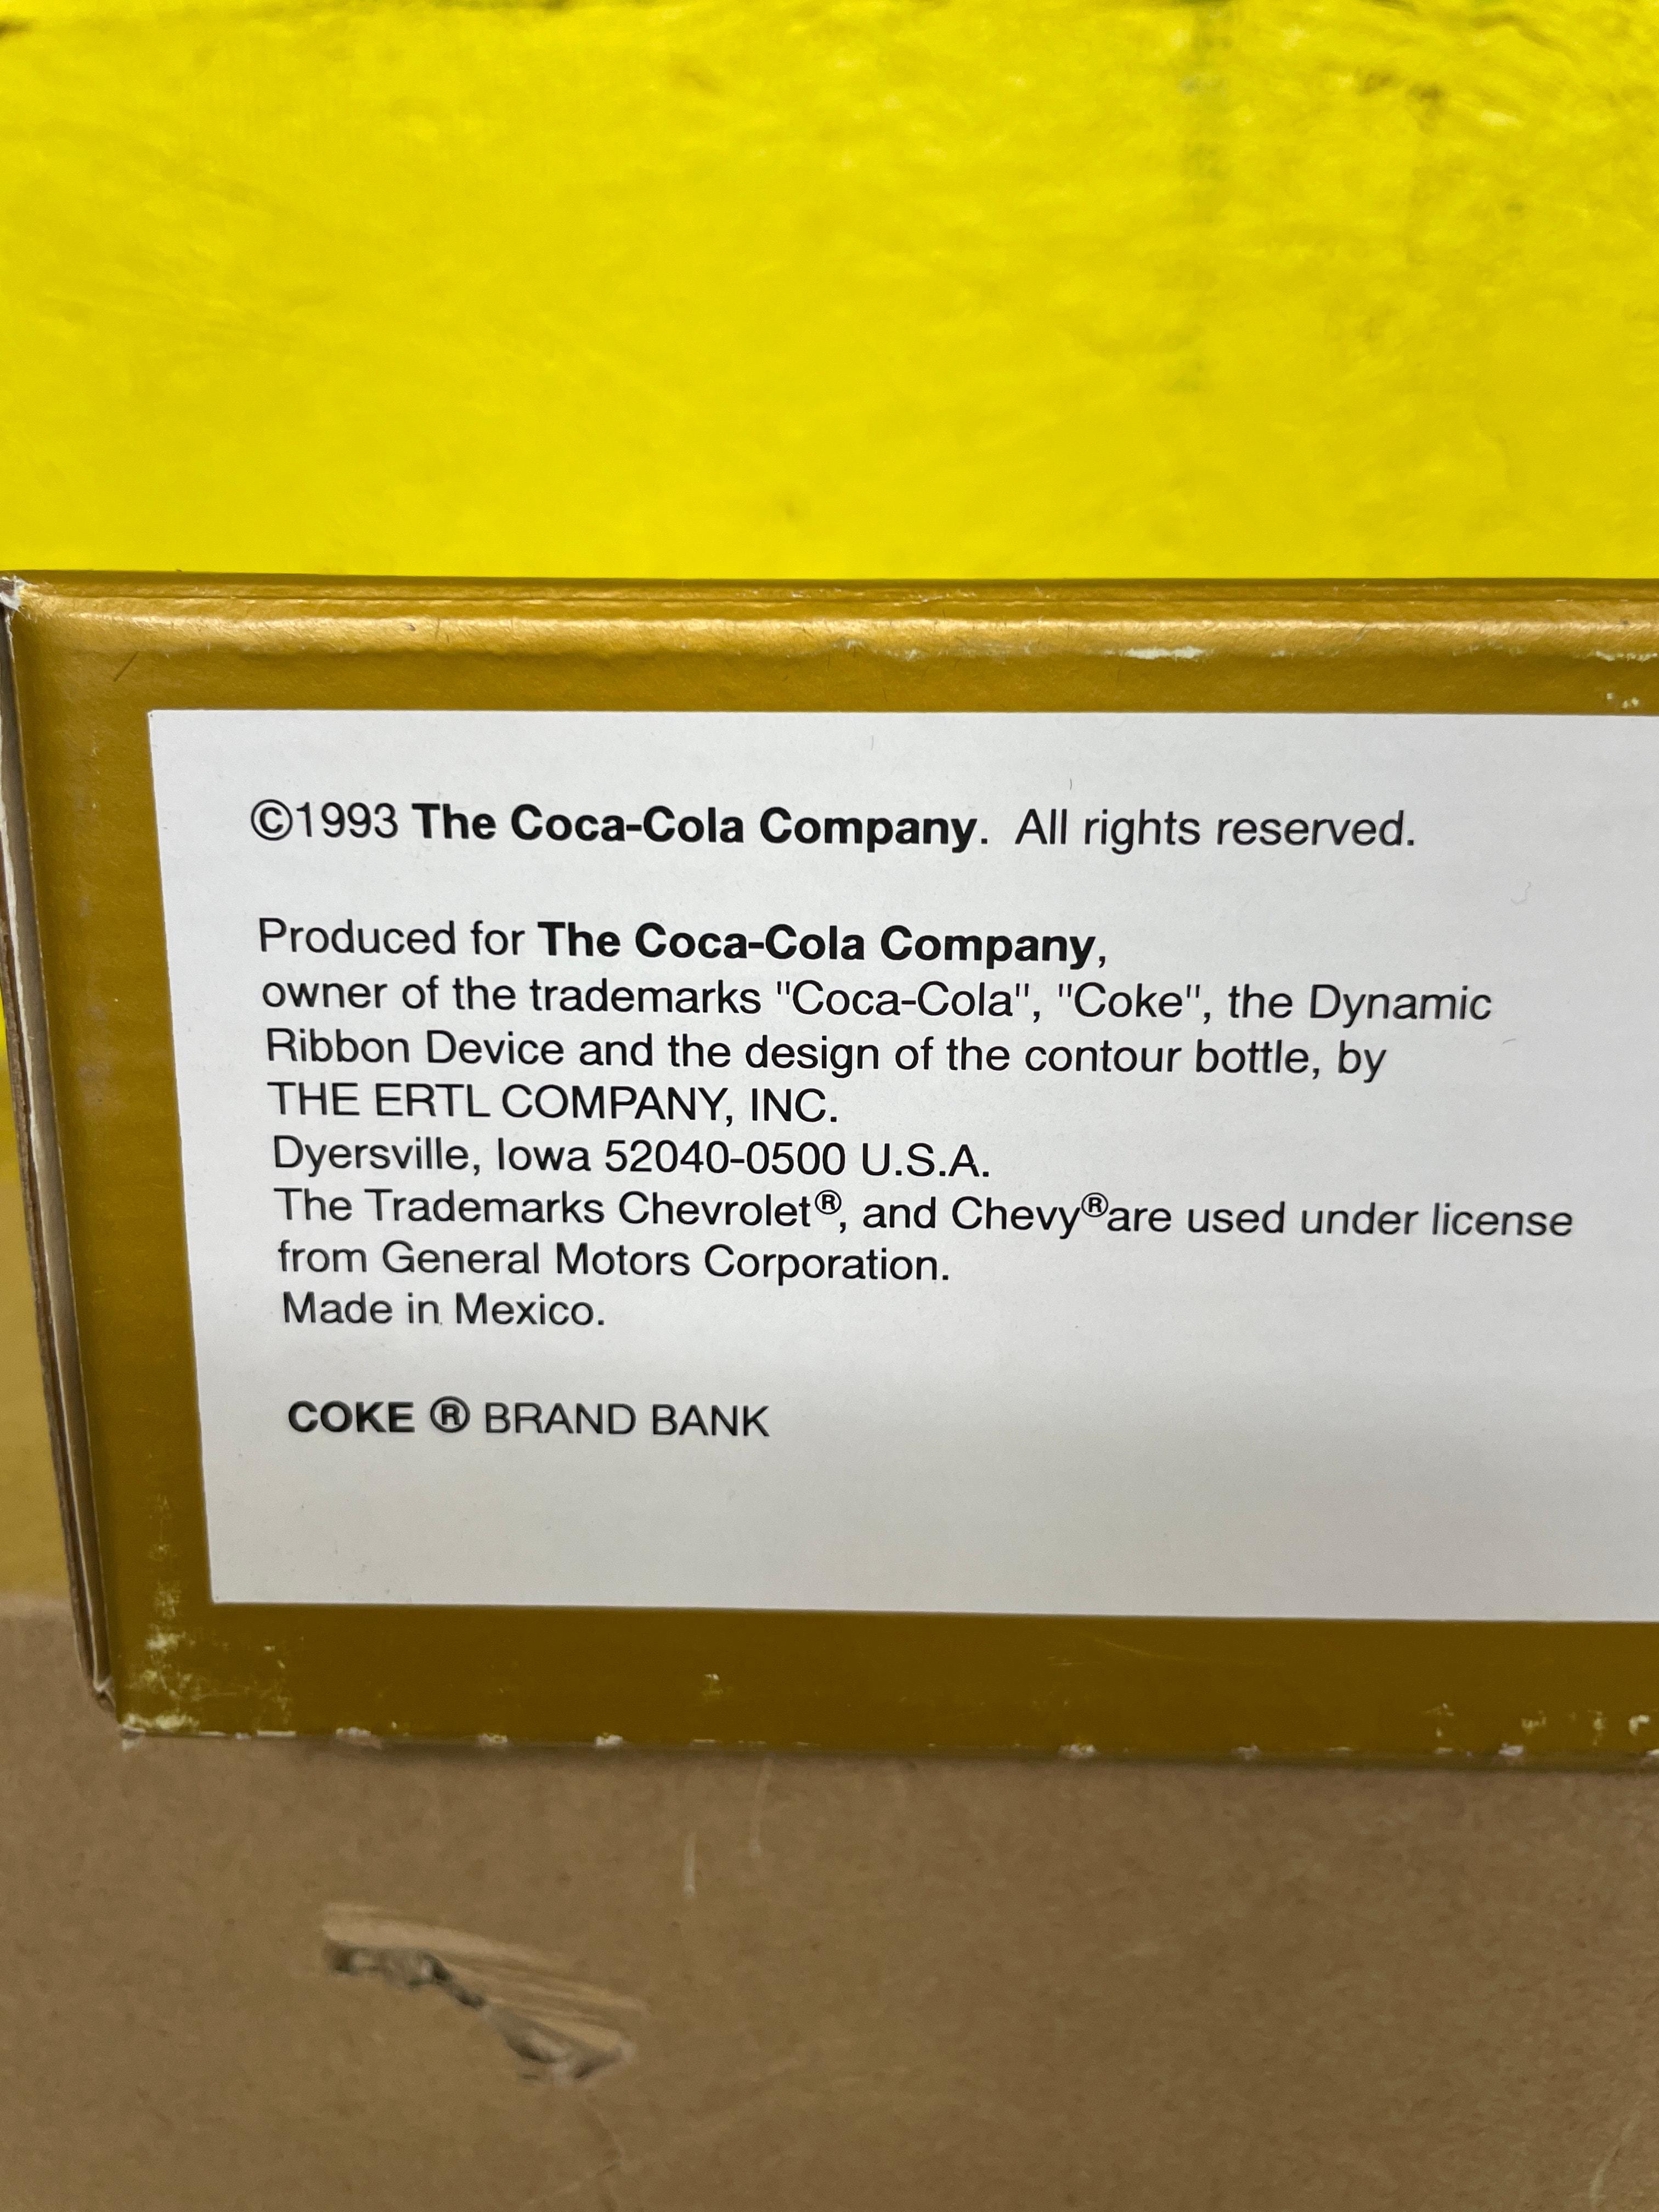 ©1993 The Coca-Cola Company. All rights reserved.
Produced for The Coca-Cola Company,
owner of the trademarks "Coca-Cola", "Coke", the Dynamic
Ribbon Device and the design of the contour bottle, by
THE ERTL COMPANY, INC.
Dyersville, Iowa 52040-0500 U.S.A.
The Trademarks Chevrolet®, and Chevy®are used under license
from General Motors Corporation.
Made in Mexico.
COKE ® BRAND BANK